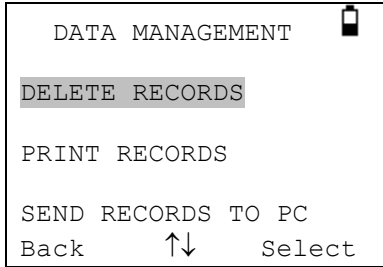 DATA MANAGEMENT
DELETE RECORDS
PRINT RECORDS
SEND RECORDS TO PC
Back ↑↓ Select